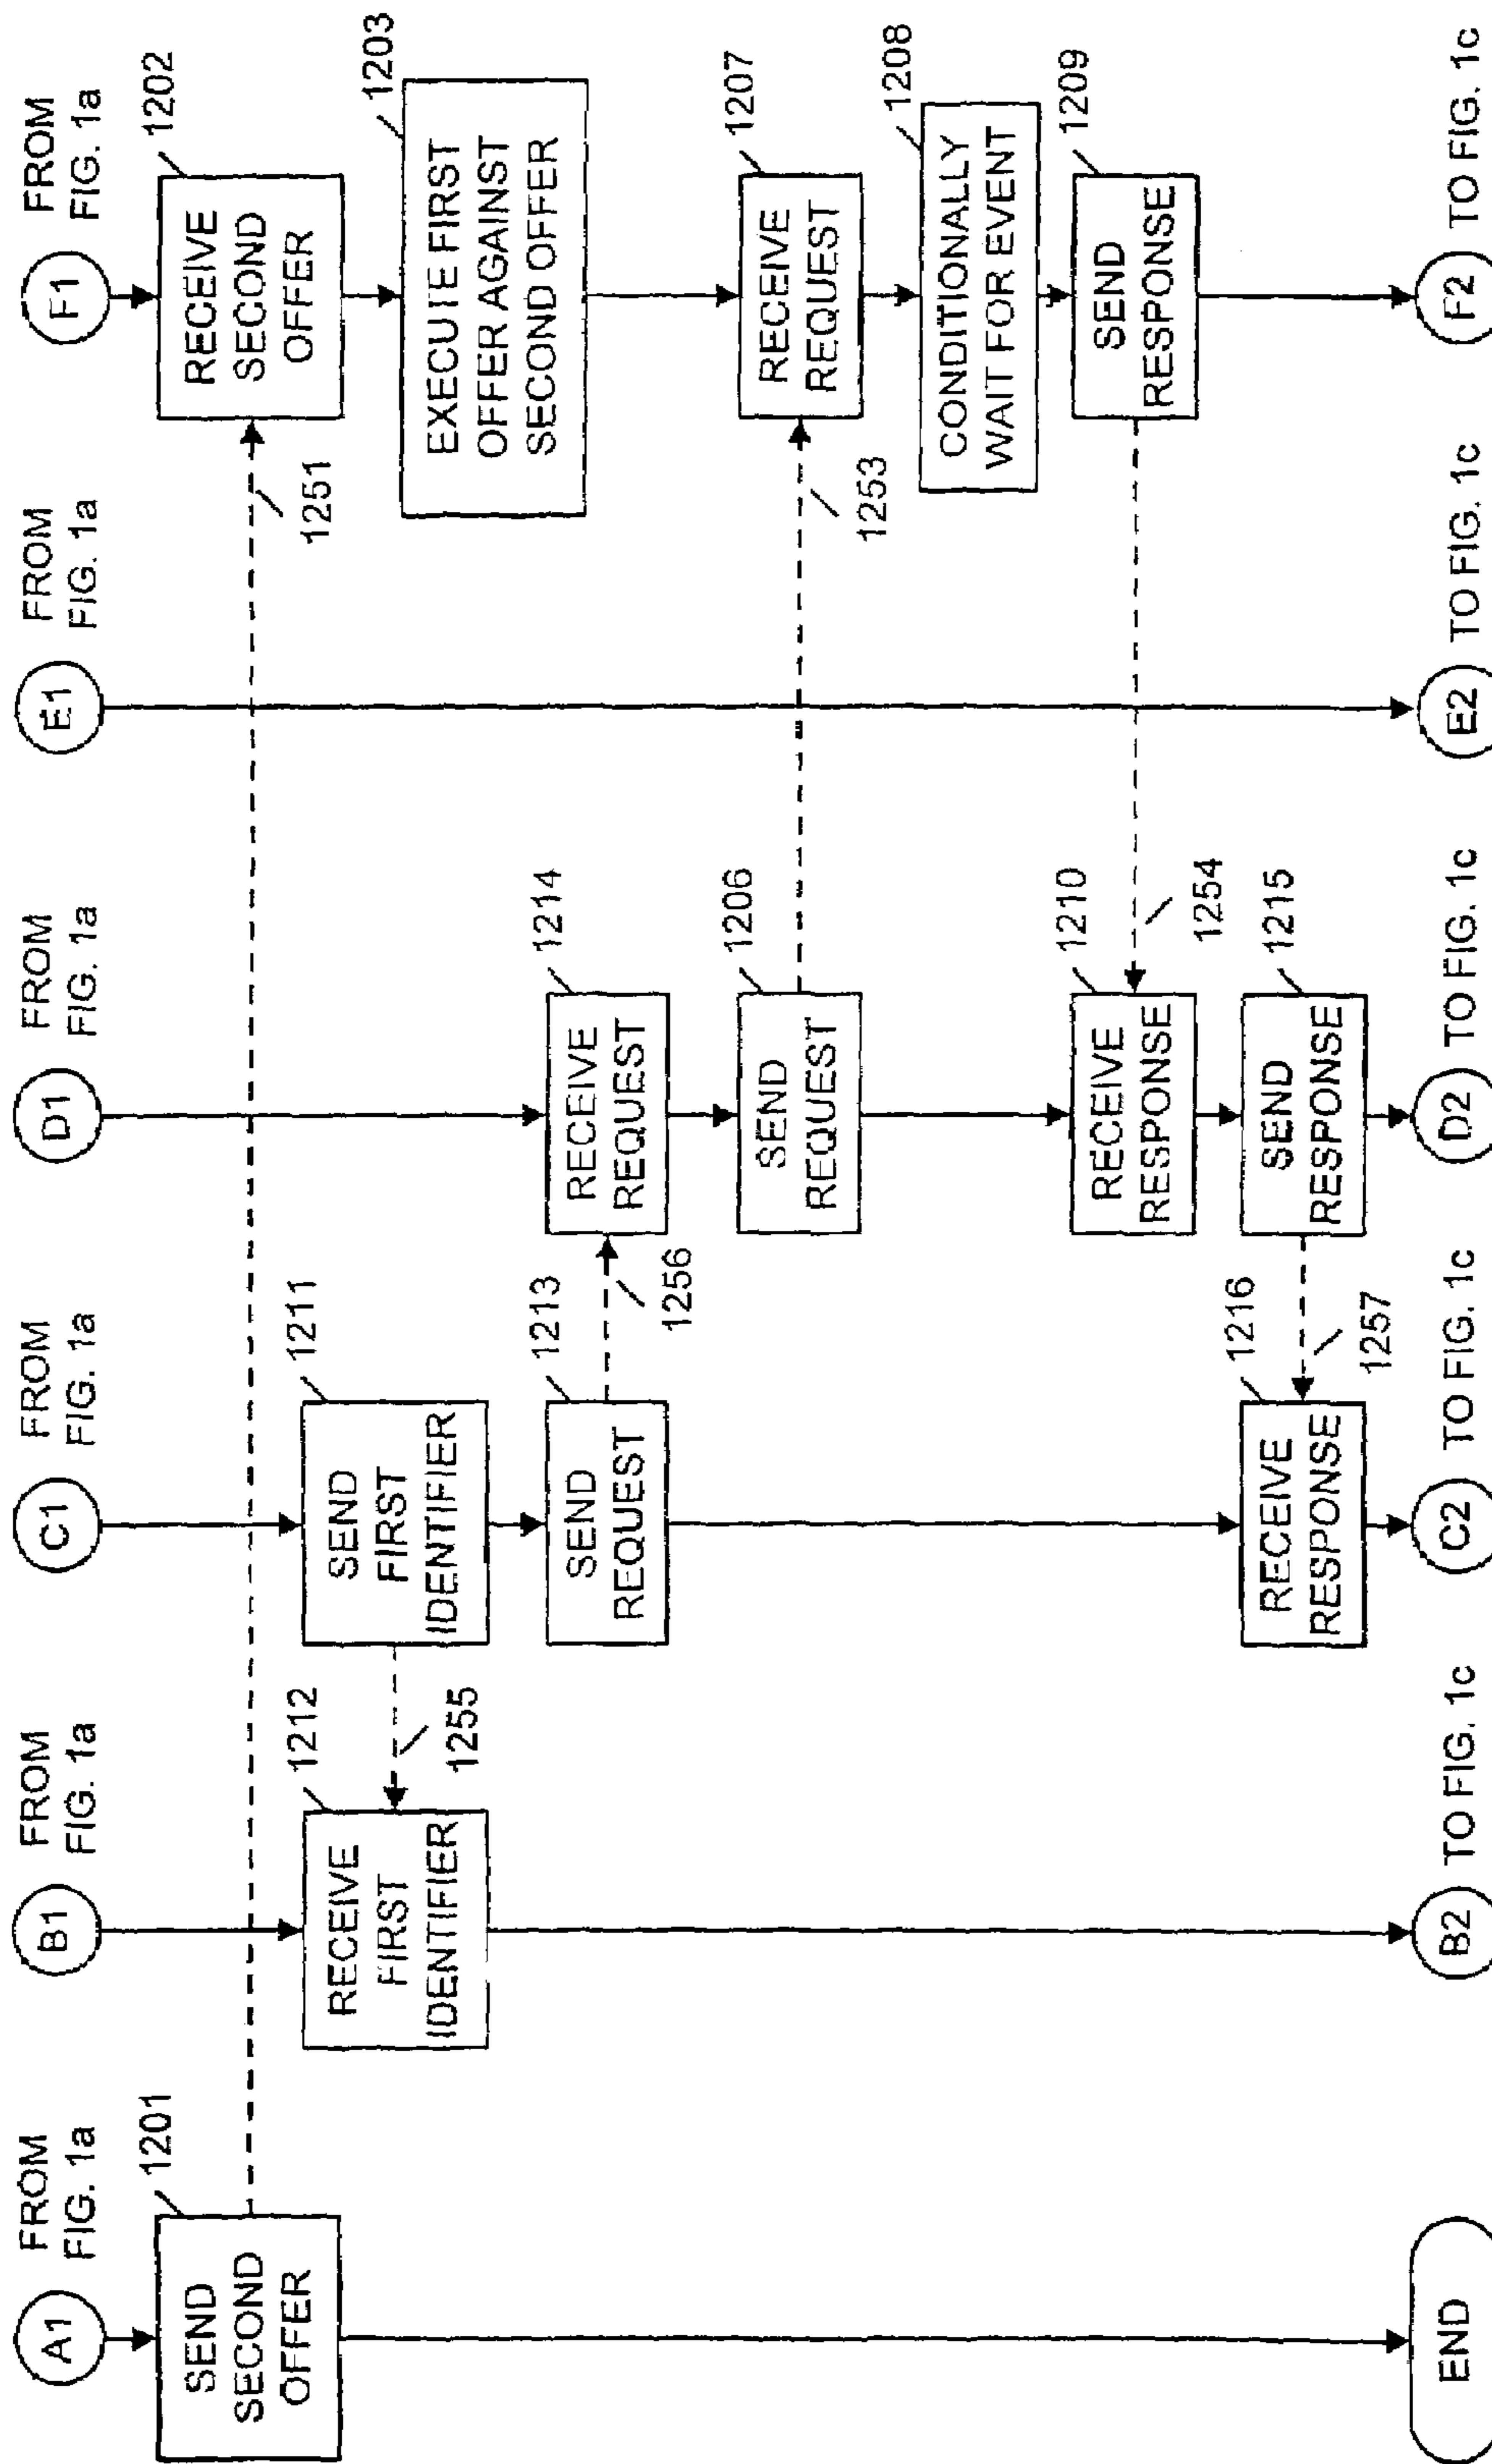 A1
FROM
FIG. 1a
B1
FROM
FIG. 1a
C1
FROM
FIG. 1a
D1
FROM
FIG. 1a
E1
FROM
FIG. 1a
F1
FROM
FIG. 1a
1201
SEND
SECOND
OFFER
1202
RECEIVE
SECOND
OFFER
1251
1203
EXECUTE FIRST
OFFER AGAINST
SECOND OFFER
1212
RECEIVE
FIRST
IDENTIFIER
1255
1211
SEND
FIRST
IDENTIFIER
1213
SEND
REQUEST
1256
1214
RECEIVE
REQUEST
1206
SEND
REQUEST
1253
1207
RECEIVE
REQUEST
1208
CONDITIONALLY
WAIT FOR EVENT
1209
SEND
RESPONSE
1254
1210
RECEIVE
RESPONSE
1215
SEND
RESPONSE
1257
1216
RECEIVE
RESPONSE
END
B2
TO FIG. 1c
C2
TO FIG. 1c
D2
TO FIG. 1c
E2
TO FIG. 1c
F2
TO FIG. 1c